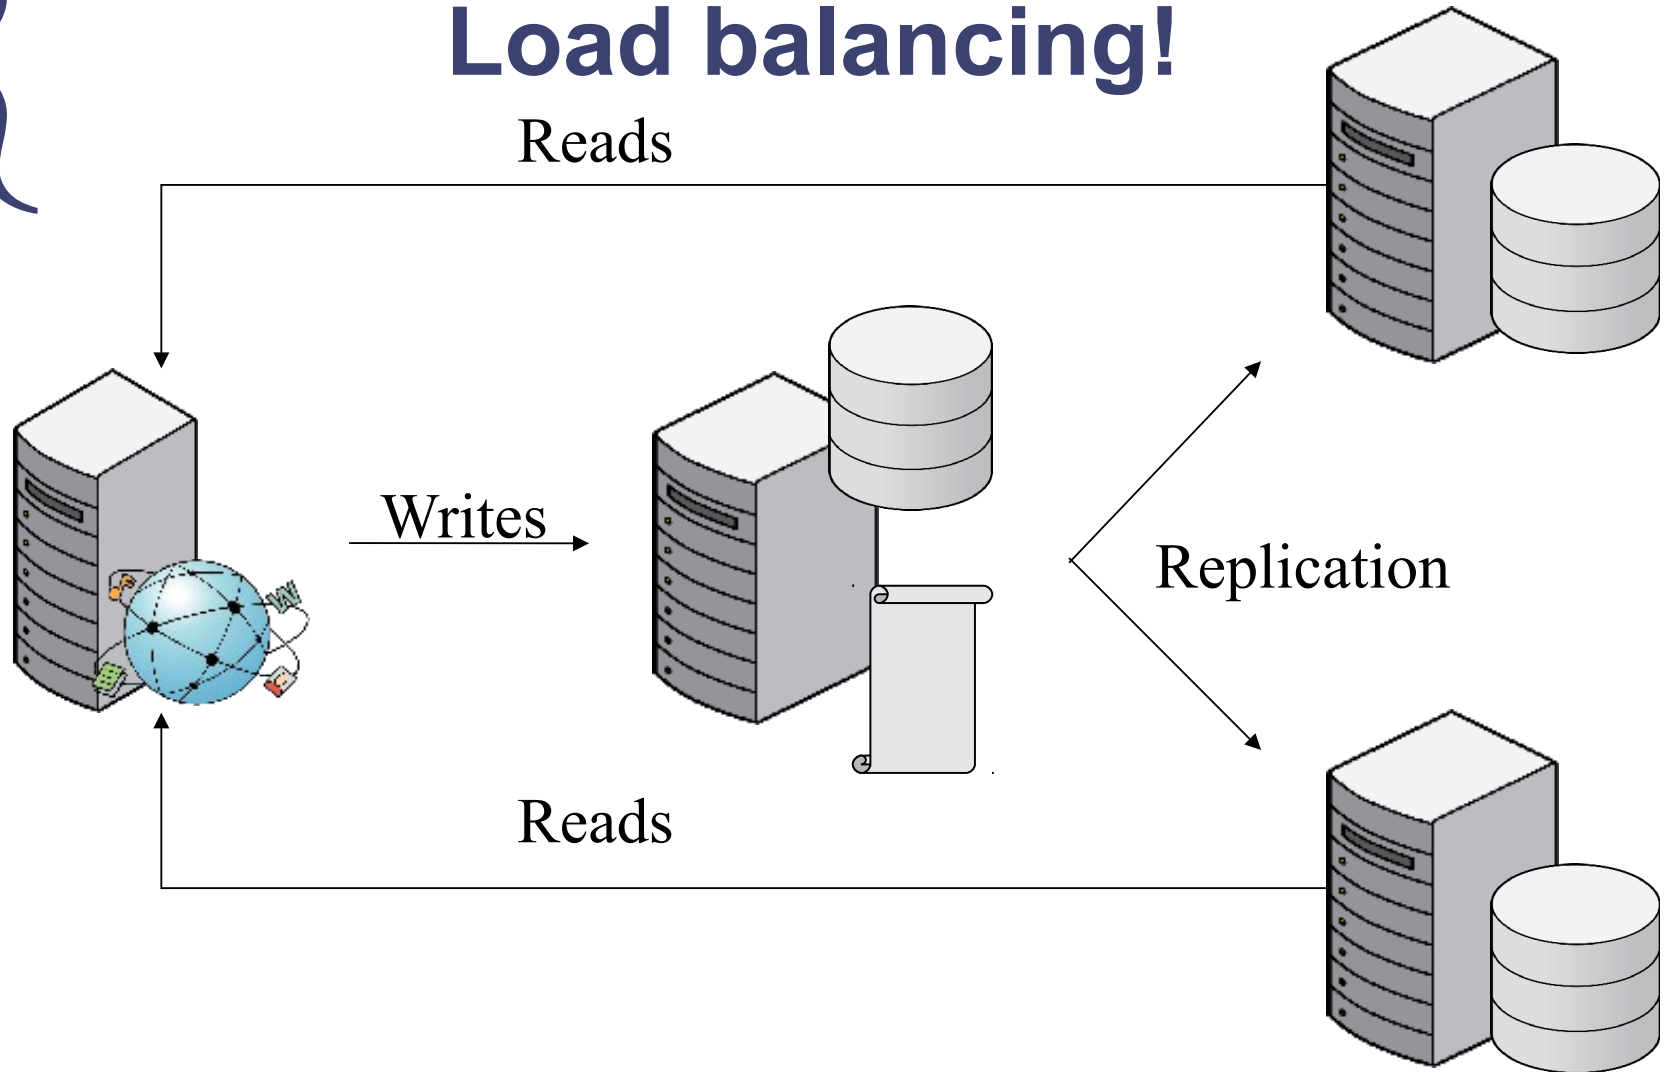 Load balancing!
Reads
Writes
Replication
Reads
W